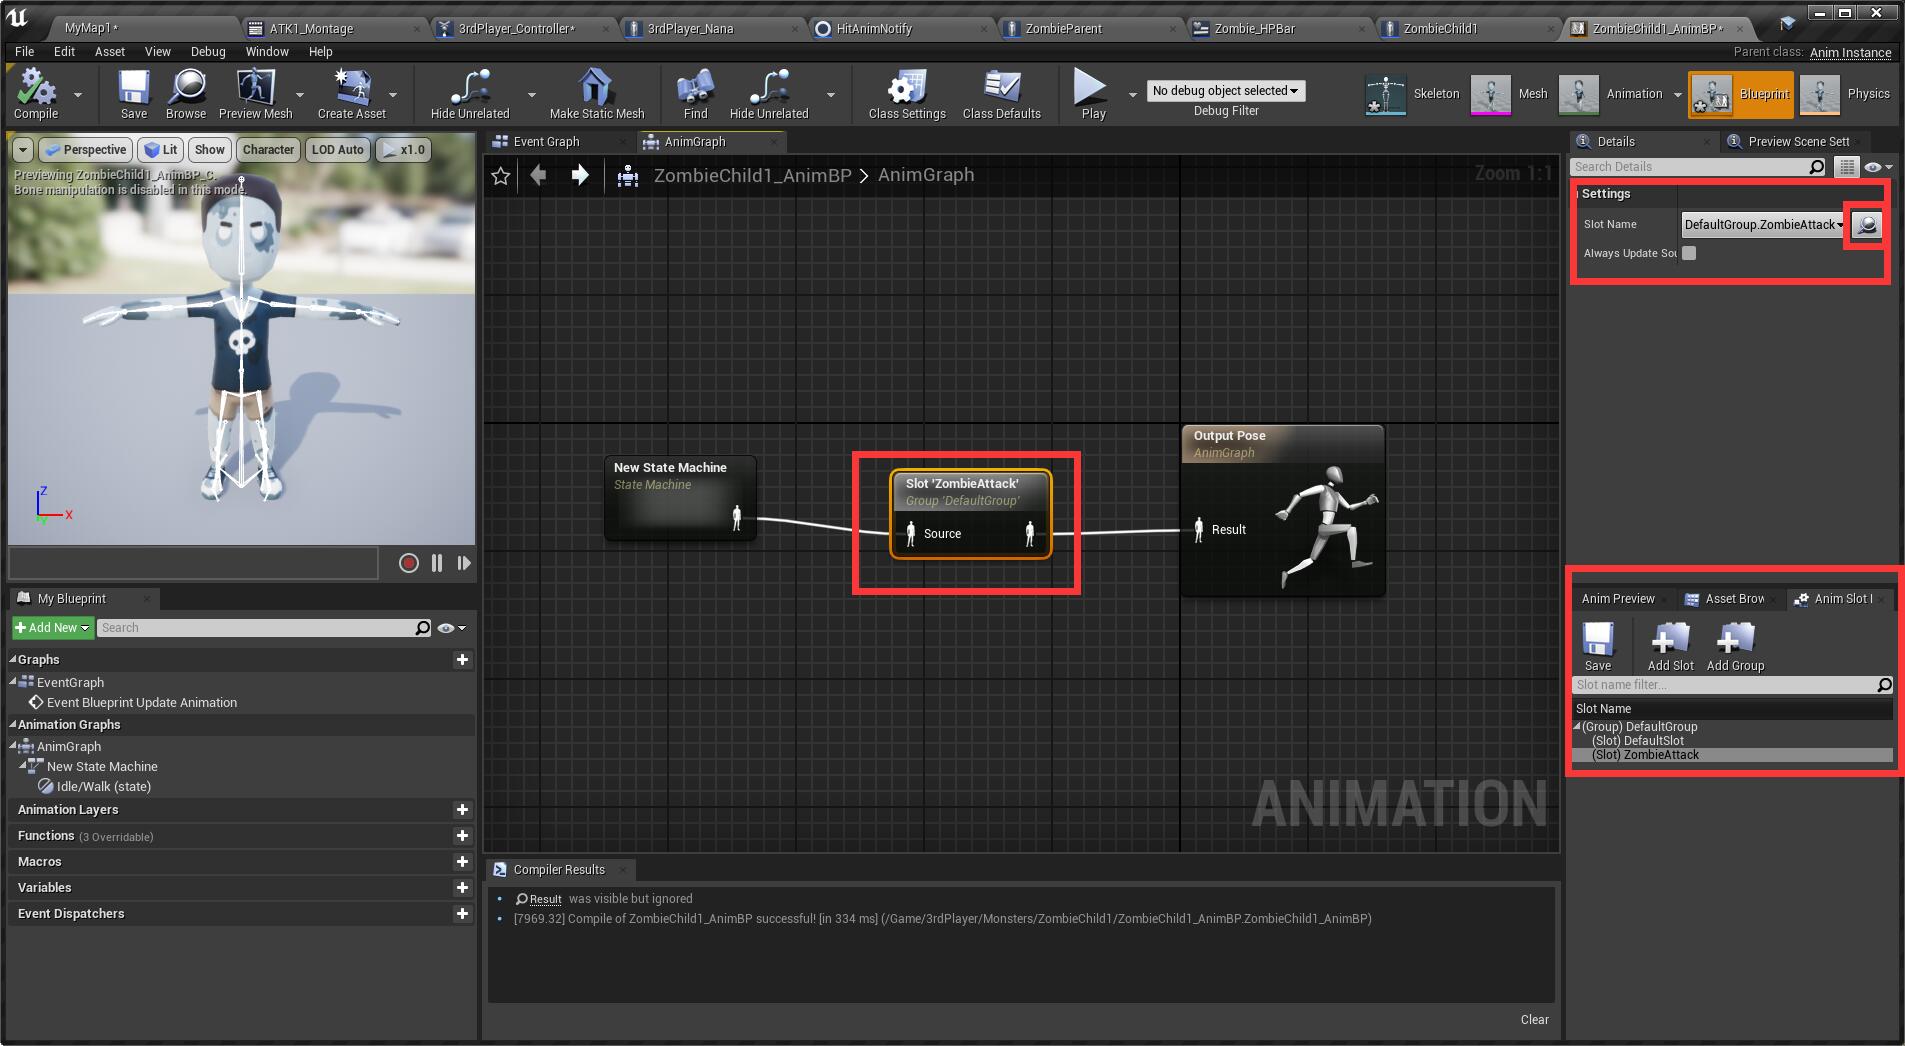 MyMap1*
ATK1_Montage
3rdPlayer_Controller*
3rdPlayer_Nana
HitAnimNotify
ZombieParent
Zombie_HPBar
ZombieChild1
ZombieChild1_AnimBP*
File Edit Asset View Debug Window Help
Parent class: Anim Instance
Compile
Save
Browse
Preview Mesh
Create Asset
Hide Unrelated
Make Static Mesh
Find
Hide Unrelated
Class Settings
Class Defaults
Play
No debug object selected
Debug Filter
Skeleton
Mesh
Animation
Blueprint
Physics
Perspective
Lit
Show
Character
LOD Auto
x1.0
Previewing ZombieChild1_AnimBP_C.
Bone manipulation is disabled in this mode.
Z
X
Y
Event Graph
AnimGraph
ZombieChild1_AnimBP > AnimGraph
Zoom 1:1
New State Machine
State Machine
Slot 'ZombieAttack'
Group 'DefaultGroup'
Source
Output Pose
AnimGraph
Result
ANIMATION
Details
Preview Scene Sett
Search Details
Settings
Slot Name
DefaultGroup.ZombieAttack
Always Update Sou
My Blueprint
Add New
Search
Graphs
EventGraph
Event Blueprint Update Animation
Animation Graphs
AnimGraph
New State Machine
Idle/Walk (state)
Animation Layers
Functions (3 Overridable)
Macros
Variables
Event Dispatchers
Compiler Results
Result was visible but ignored
[7969.32] Compile of ZombieChild1_AnimBP successful! [in 334 ms] (/Game/3rdPlayer/Monsters/ZombieChild1/ZombieChild1_AnimBP.ZombieChild1_AnimBP)
Clear
Anim Preview
Asset Brow
Anim Slot
Save
Add Slot
Add Group
Slot name filter...
Slot Name
(Group) DefaultGroup
(Slot) DefaultSlot
(Slot) ZombieAttack